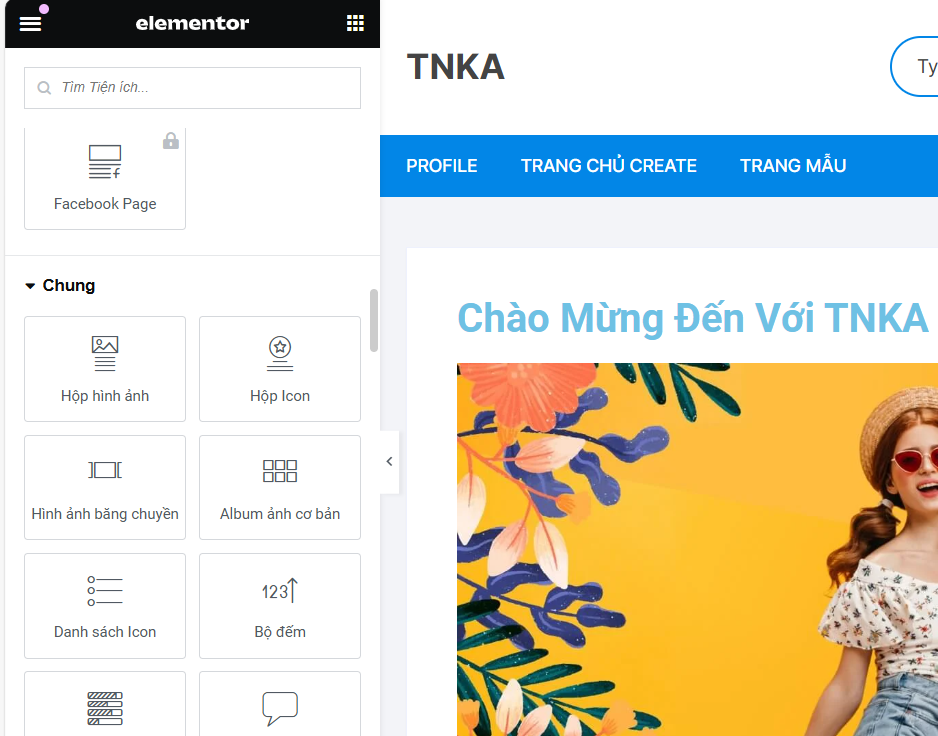 elementor
Tìm Tiện ích...
Facebook Page
Chung
Hộp hình ảnh
Hộp Icon
Hình ảnh băng chuyền
Album ảnh cơ bản
Danh sách Icon
123
Bộ đếm
TNKA
Ty
PROFILE
TRANG CHỦ CREATE
TRANG MẪU
Chào Mừng Đến Với TNKA